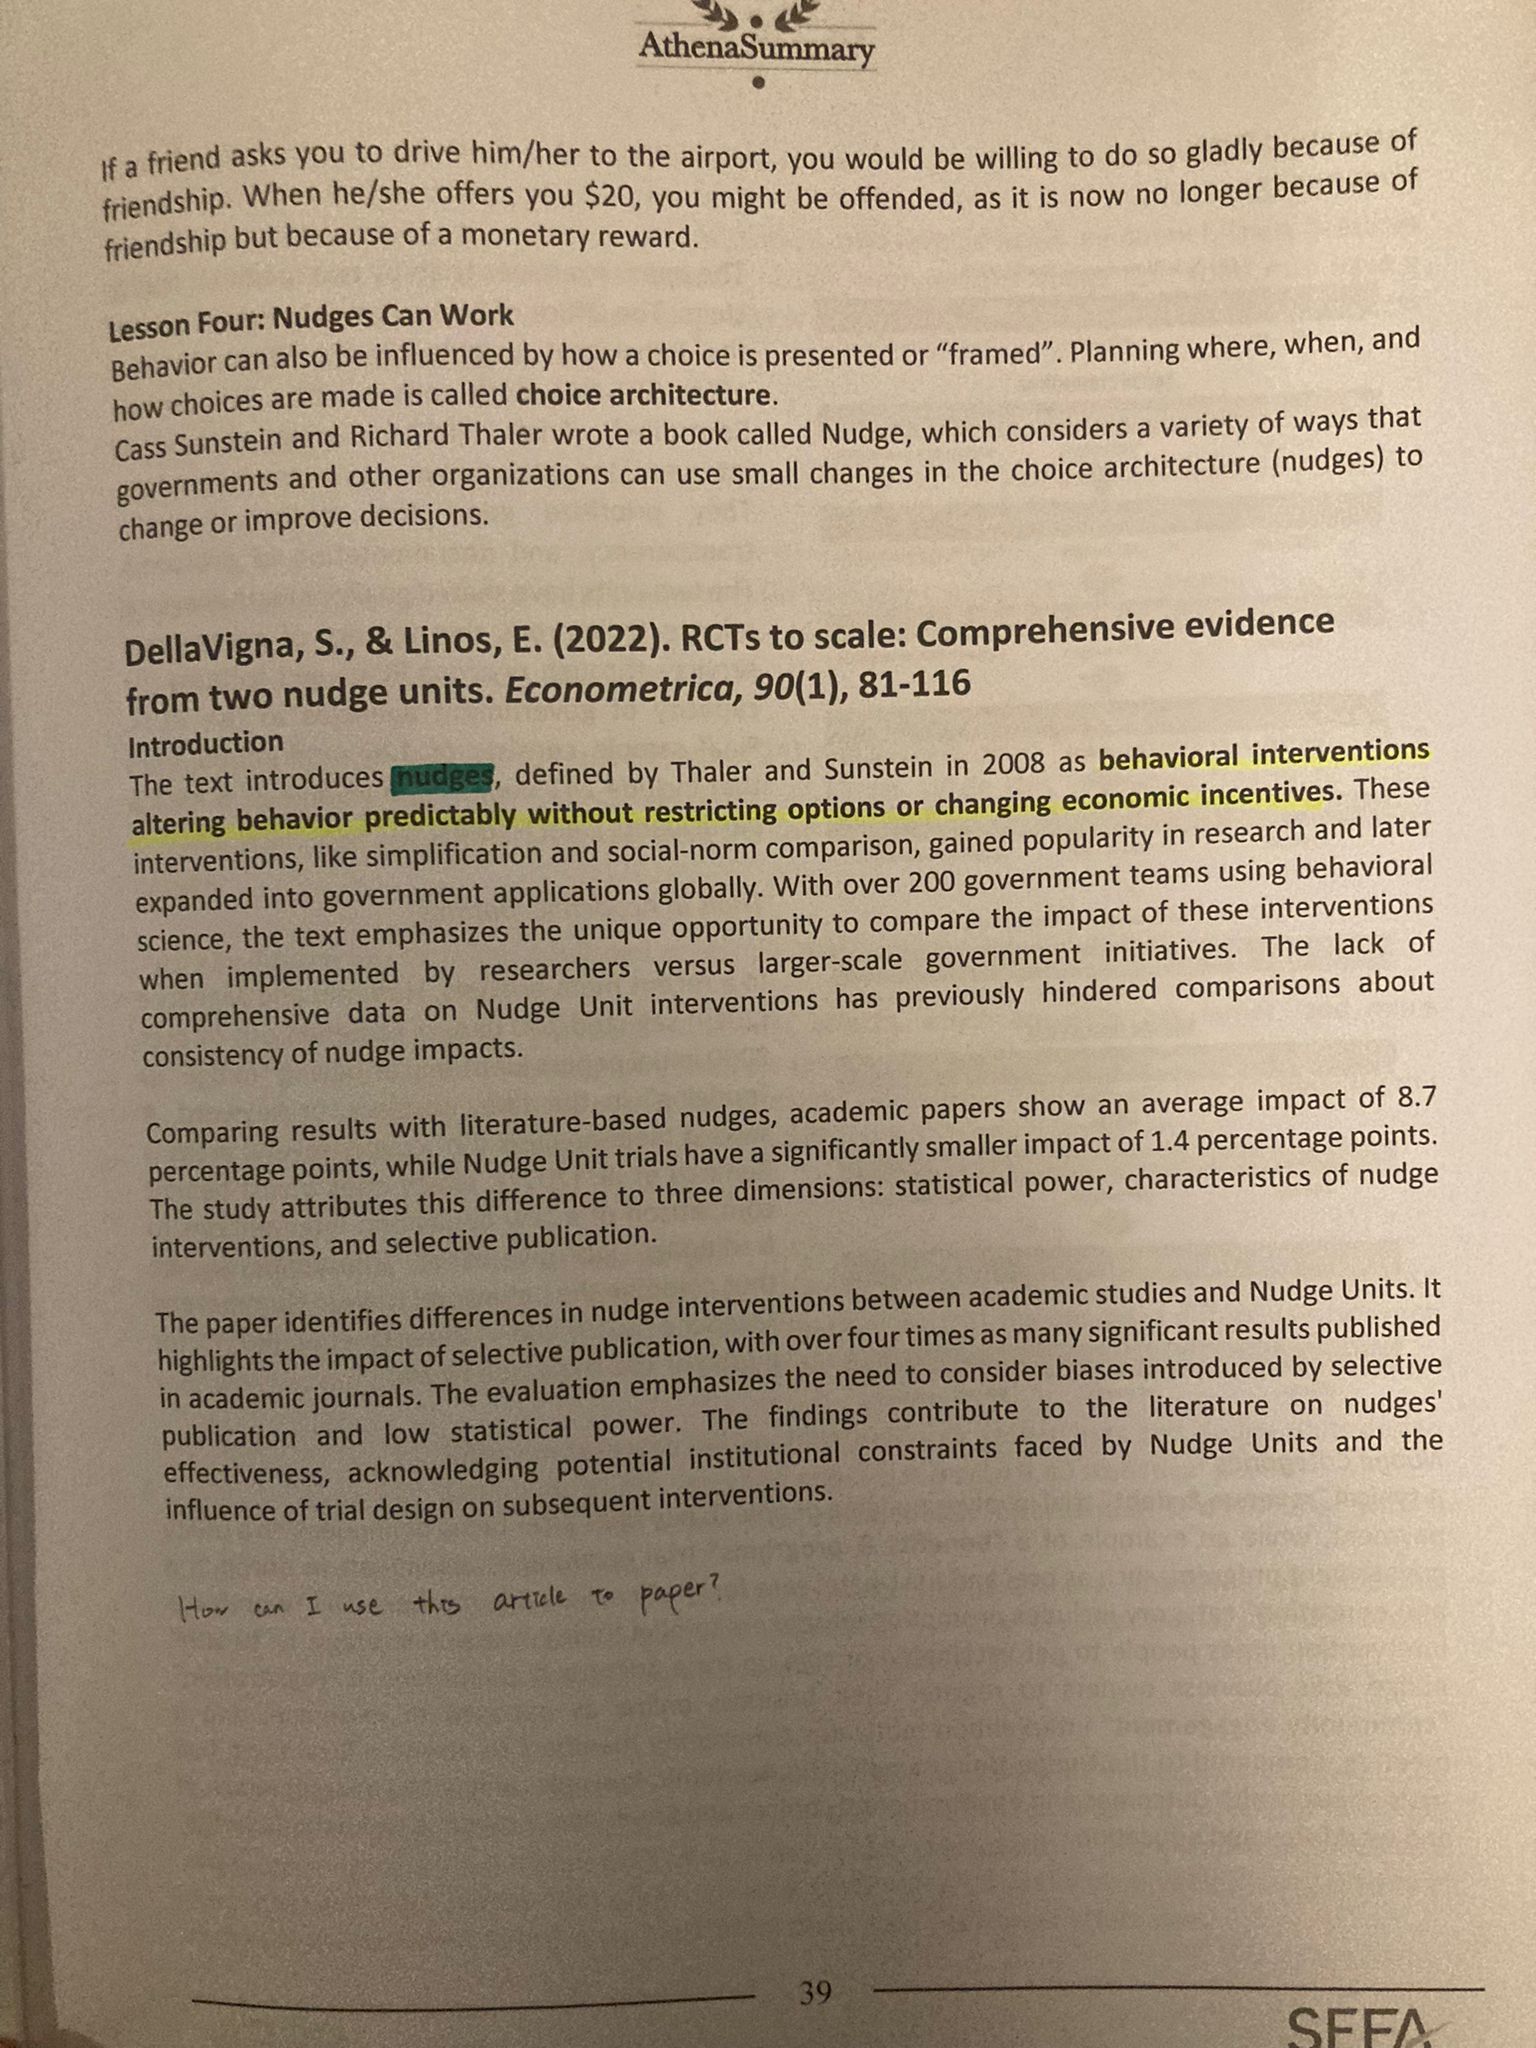 AthenaSummary
If a friend asks you to drive him/her to the airport, you would be willing to do so gladly because of
friendship. When he/she offers you $20, you might be offended, as it is now no longer because of
friendship but because of a monetary reward.
Lesson Four: Nudges Can Work
Behavior can also be influenced by how a choice is presented or “framed”. Planning where, when, and
how choices are made is called choice architecture.
Cass Sunstein and Richard Thaler wrote a book called Nudge, which considers a variety of ways that
governments and other organizations can use small changes in the choice architecture (nudges) to
change or improve decisions.
DellaVigna, S., & Linos, E. (2022). RCTs to scale: Comprehensive evidence
from two nudge units. Econometrica, 90(1), 81-116
Introduction
The text introduces nudges, defined by Thaler and Sunstein in 2008 as behavioral interventions
altering behavior predictably without restricting options or changing economic incentives. These
interventions, like simplification and social-norm comparison, gained popularity in research and later
expanded into government applications globally. With over 200 government teams using behavioral
science, the text emphasizes the unique opportunity to compare the impact of these interventions
when implemented by researchers versus larger-scale government initiatives. The lack of
comprehensive data on Nudge Unit interventions has previously hindered comparisons about
consistency of nudge impacts.
Comparing results with literature-based nudges, academic papers show an average impact of 8.7
percentage points, while Nudge Unit trials have a significantly smaller impact of 1.4 percentage points.
The study attributes this difference to three dimensions: statistical power, characteristics of nudge
interventions, and selective publication.
The paper identifies differences in nudge interventions between academic studies and Nudge Units. It
highlights the impact of selective publication, with over four times as many significant results published
in academic journals. The evaluation emphasizes the need to consider biases introduced by selective
publication and low statistical power. The findings contribute to the literature on nudges'
effectiveness, acknowledging potential institutional constraints faced by Nudge Units and the
influence of trial design on subsequent interventions.
How can I use this article to paper?
39
SEFA